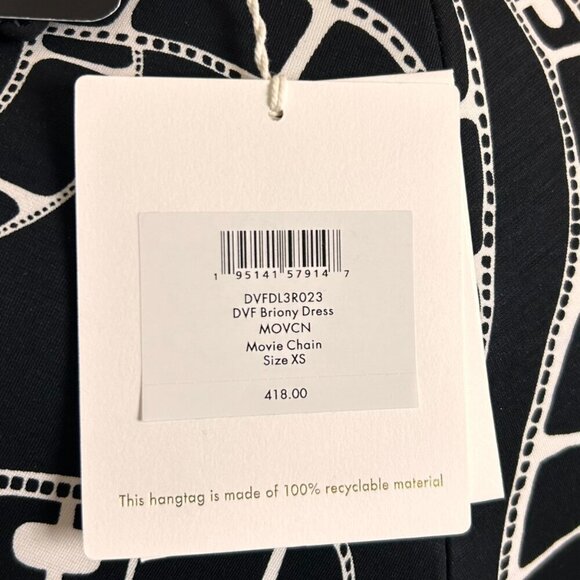 1 95141 57914 7
DVFDL3R023
DVF Briony Dress
MOVCN
Movie Chain
Size XS
418.00
This hangtag is made of 100% recyclable material